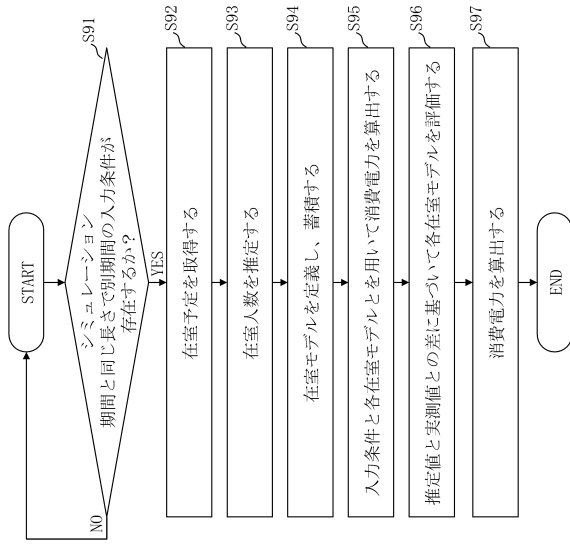 START
S91
シミュレーション
期間と同じ長さで別期間の入力条件が
存在するか?
NO
YES
S92
在室予定を取得する
S93
在室人数を推定する
S94
在室モデルを定義し、蓄積する
S95
入力条件と各在室モデルとを用いて消費電力を算出する
S96
推定値と実測値との差に基づいて各在室モデルを評価する
S97
消費電力を算出する
END